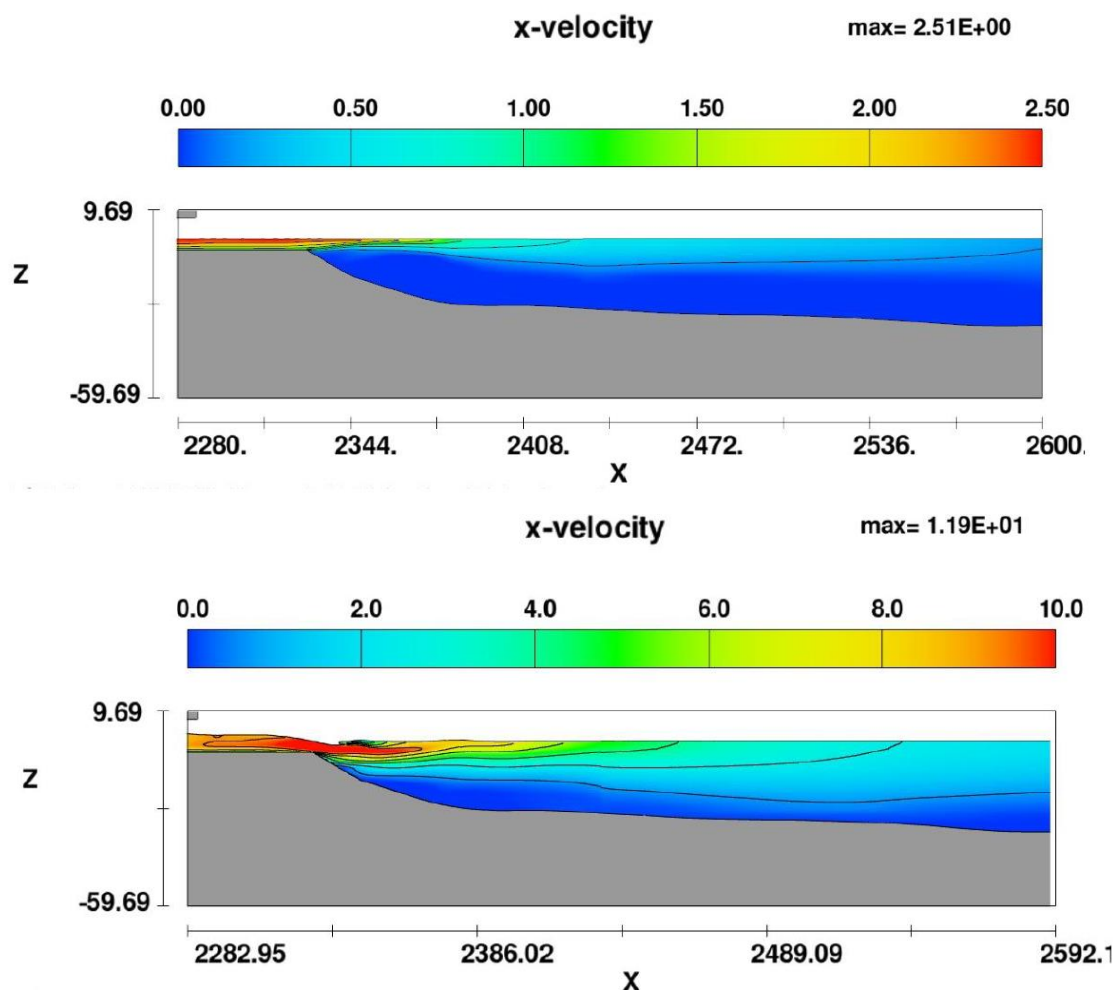 x-velocity max= 2.51E+00
0.00 0.50 1.00 1.50 2.00 2.50
9.69
Z
-59.69
2280. 2344. 2408. 2472. 2536. 2600.
X
x-velocity max= 1.19E+01
0.0 2.0 4.0 6.0 8.0 10.0
9.69
Z
-59.69
2282.95 2386.02 2489.09 2592.1
X